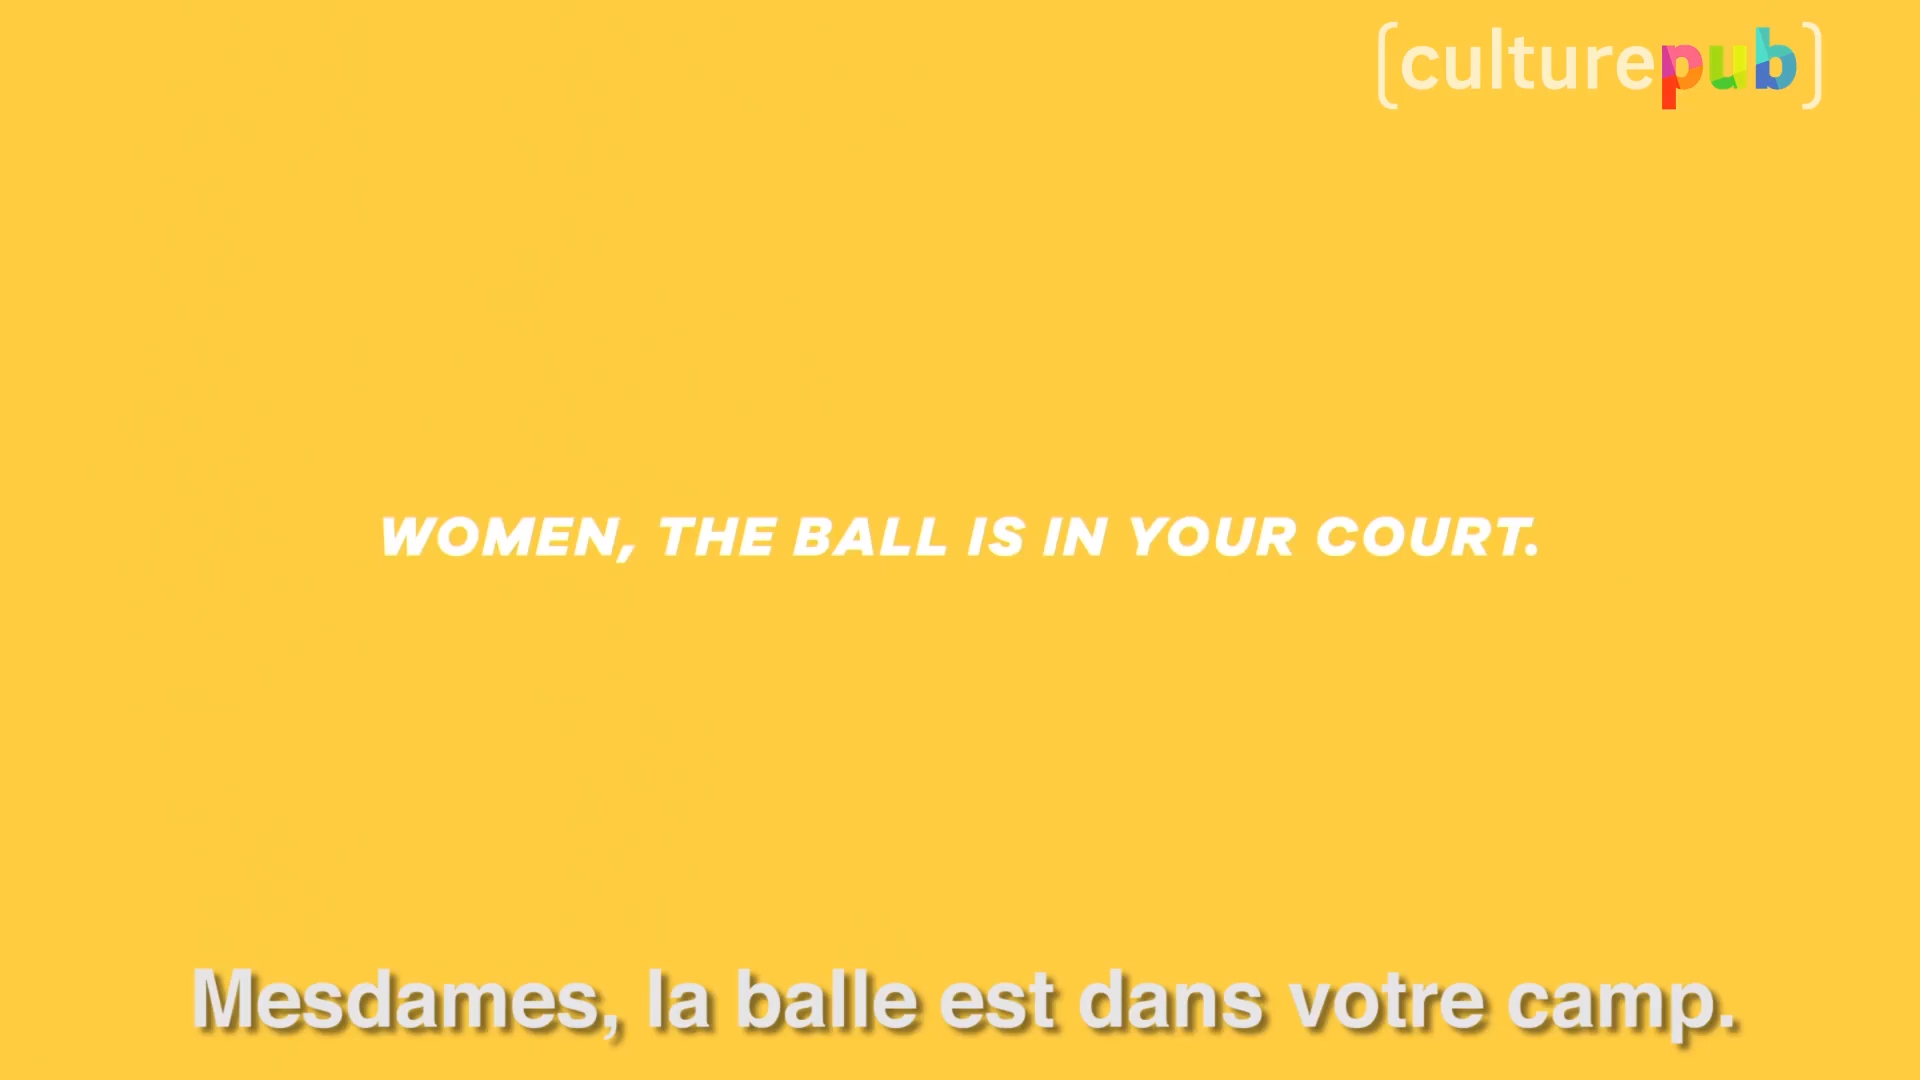 [culturepub]
WOMEN, THE BALL IS IN YOUR COURT.
Mesdames, la balle est dans votre camp.